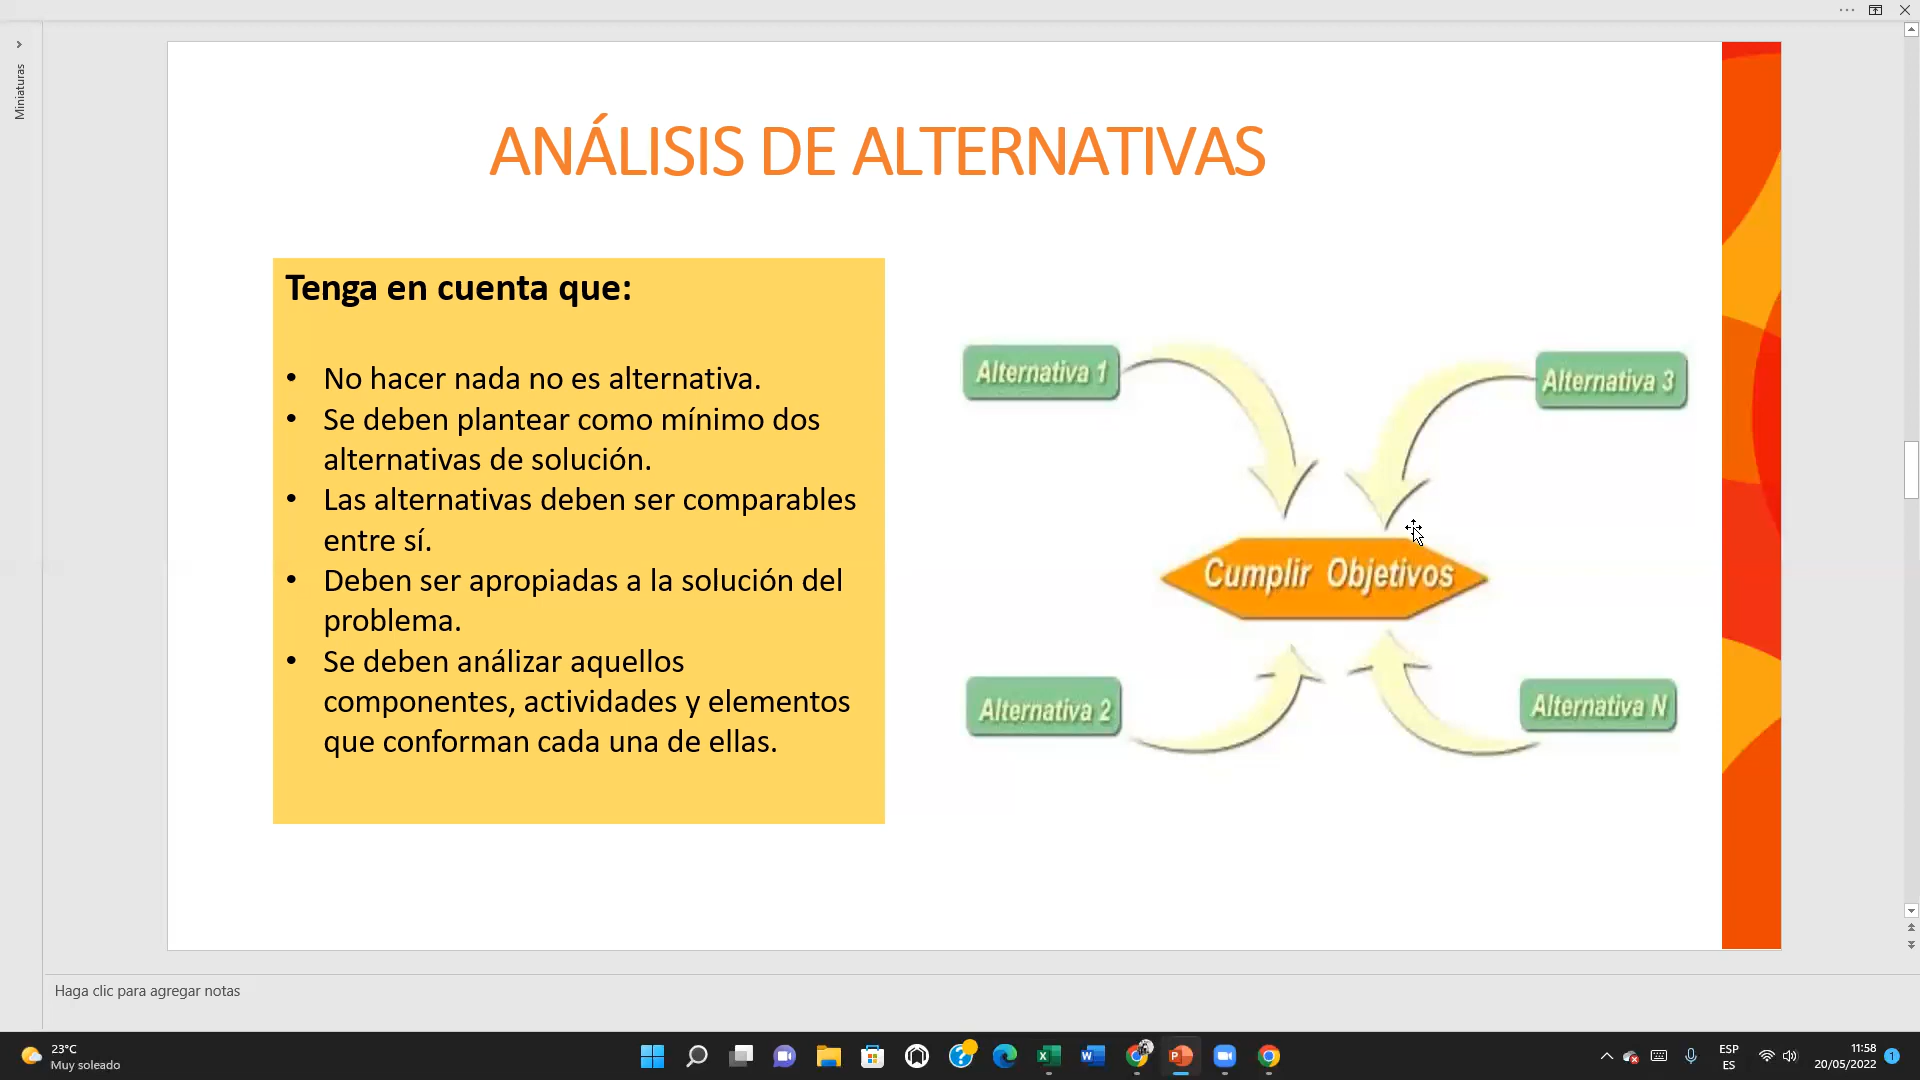 Miniaturas
ANÁLISIS DE ALTERNATIVAS
Tenga en cuenta que:
• No hacer nada no es alternativa.
• Se deben plantear como mínimo dos
alternativas de solución.
• Las alternativas deben ser comparables
entre sí.
• Deben ser apropiadas a la solución del
problema.
• Se deben análizar aquellos
componentes, actividades y elementos
que conforman cada una de ellas.
Alternativa 1
Alternativa 3
Cumplir Objetivos
Alternativa 2
Alternativa N
Haga clic para agregar notas
23°C
Muy soleado
ESP
ES
11:58
20/05/2022
1